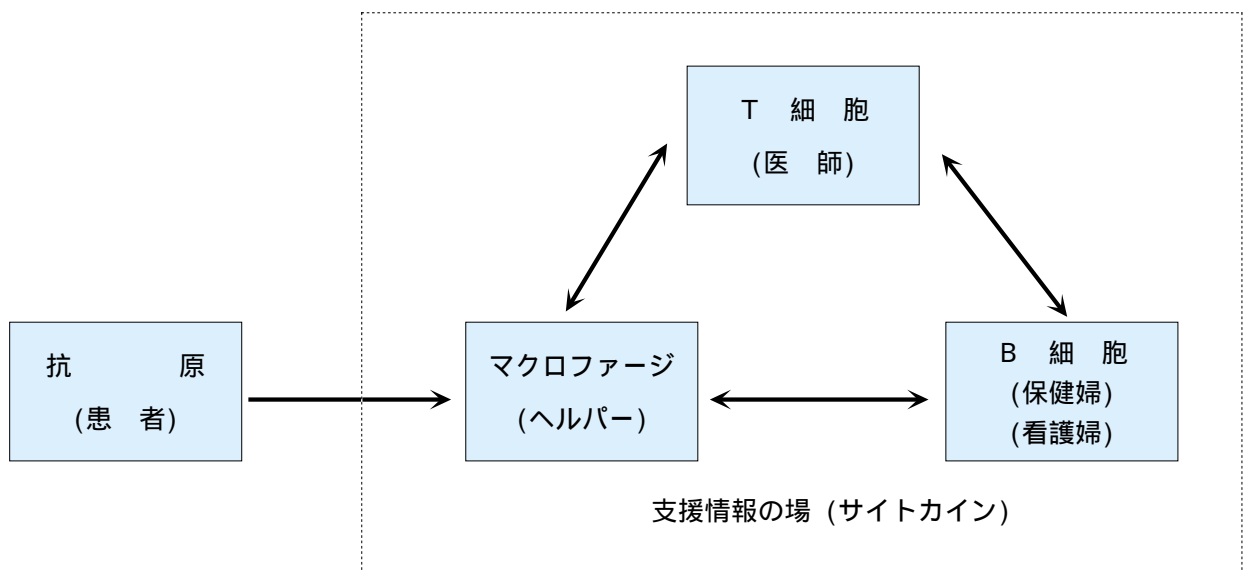 T 細 胞
(医 師)
抗 原
(患 者)
マクロファージ
(ヘルパー)
B 細 胞
(保健婦)
(看護婦)
支援情報の場 (サイトカイン)